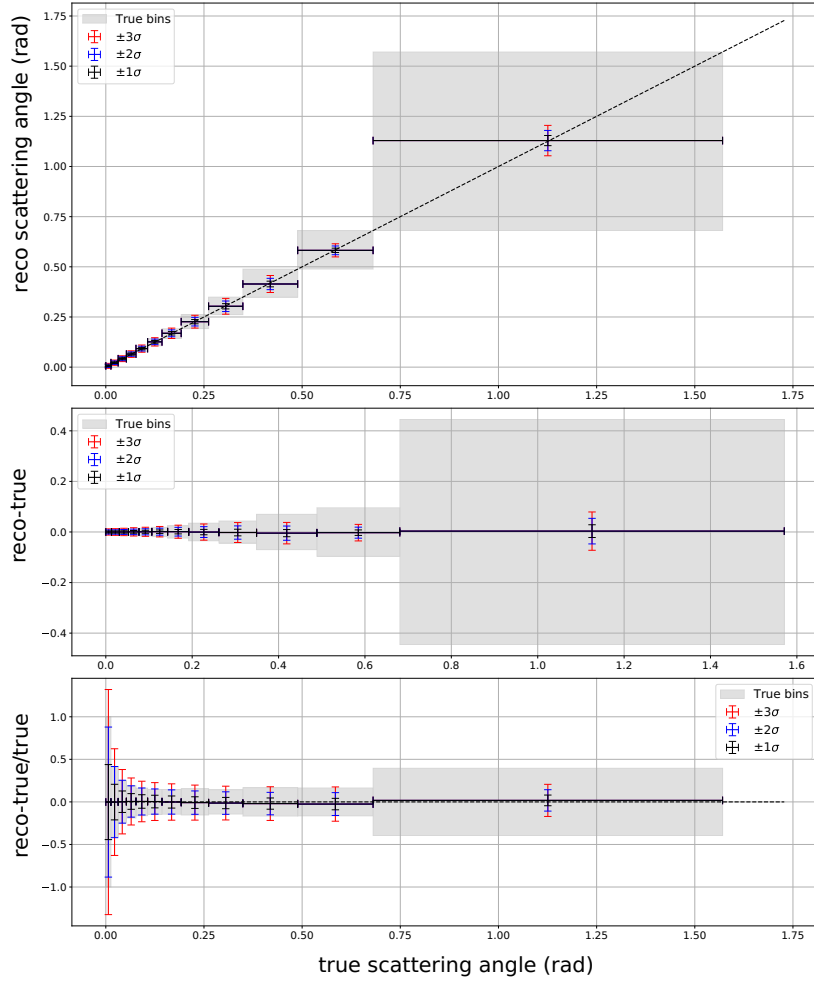 True bins
±3σ
±2σ
±1σ
reco scattering angle (rad)
1.75
1.50
1.25
1.00
0.75
0.50
0.25
0.00
0.00 0.25 0.50 0.75 1.00 1.25 1.50 1.75
True bins
±3σ
±2σ
±1σ
reco-true
0.4
0.2
0.0
−0.2
−0.4
0.0 0.2 0.4 0.6 0.8 1.0 1.2 1.4 1.6
True bins
±3σ
±2σ
±1σ
reco-true/true
1.0
0.5
0.0
−0.5
−1.0
0.00 0.25 0.50 0.75 1.00 1.25 1.50 1.75
true scattering angle (rad)